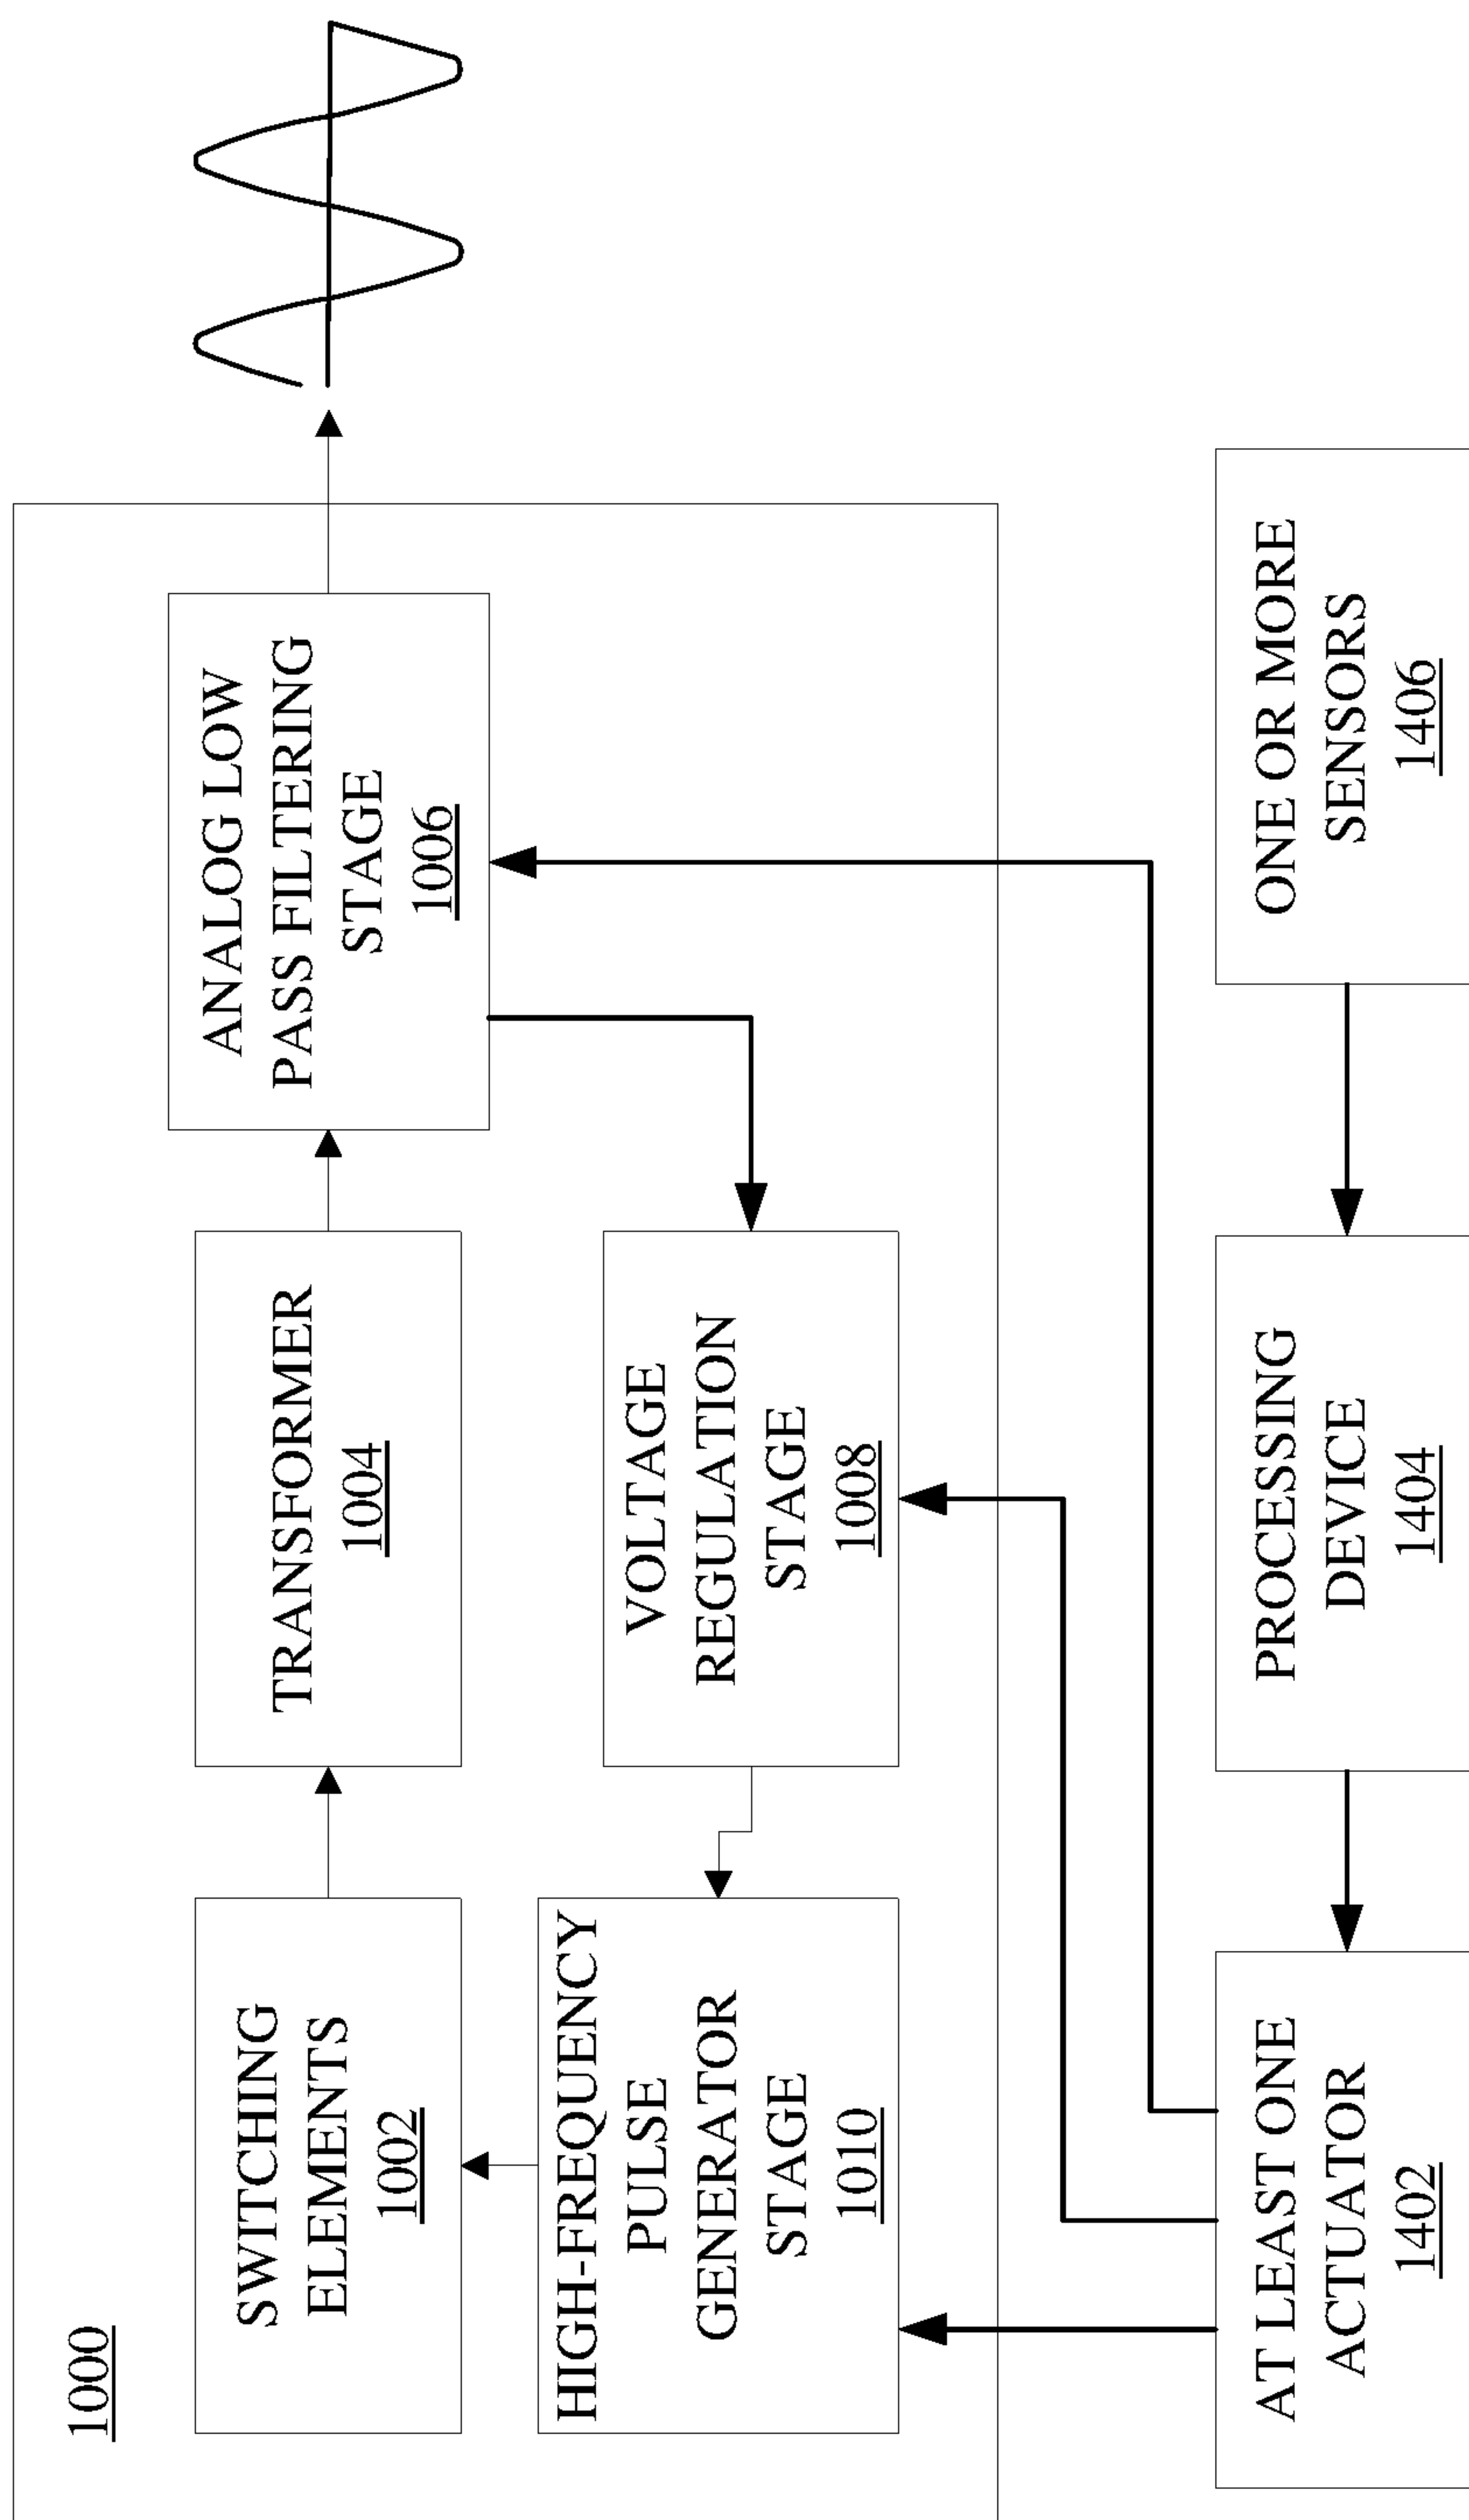 1000
SWITCHING
ELEMENTS
1002
TRANSFORMER
1004
ANALOG LOW
PASS FILTERING
STAGE
1006
HIGH-FREQUENCY
PULSE
GENERATOR
STAGE
1010
VOLTAGE
REGULATION
STAGE
1008
AT LEAST ONE
ACTUATOR
1402
PROCESSING
DEVICE
1404
ONE OR MORE
SENSORS
1406